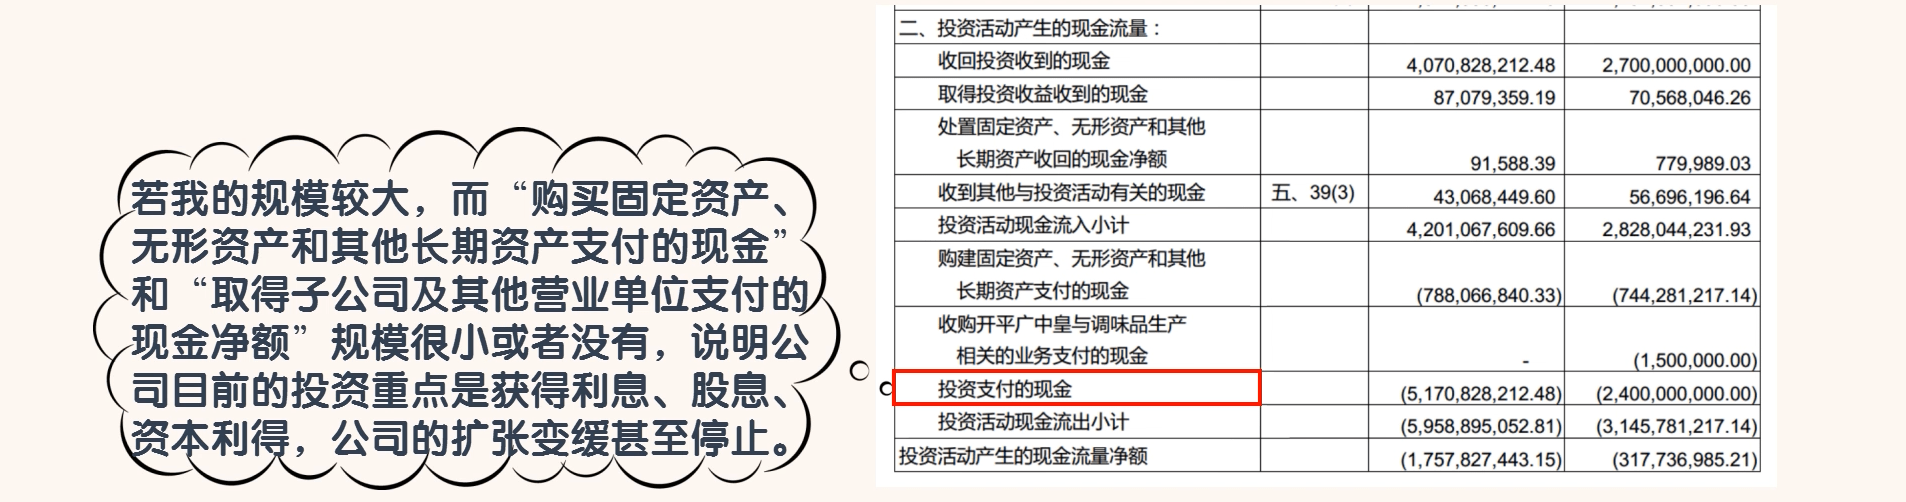 若我的规模较大，而“购买固定资产、
无形资产和其他长期资产支付的现金”
和“取得子公司及其他营业单位支付的
现金净额”规模很小或者没有，说明公
司目前的投资重点是获得利息、股息、
资本利得，公司的扩张变缓甚至停止。
二、投资活动产生的现金流量：
收回投资收到的现金 4,070,828,212.48 2,700,000,000.00
取得投资收益收到的现金 87,079,359.19 70,568,046.26
处置固定资产、无形资产和其他
长期资产收回的现金净额 91,588.39 779,989.03
收到其他与投资活动有关的现金 五、39(3) 43,068,449.60 56,696,196.64
投资活动现金流入小计 4,201,067,609.66 2,828,044,231.93
购建固定资产、无形资产和其他
长期资产支付的现金 (788,066,840.33) (744,281,217.14)
收购开平广中皇与调味品生产
相关的业务支付的现金 - (1,500,000.00)
投资支付的现金 (5,170,828,212.48) (2,400,000,000.00)
投资活动现金流出小计 (5,958,895,052.81) (3,145,781,217.14)
投资活动产生的现金流量净额 (1,757,827,443.15) (317,736,985.21)